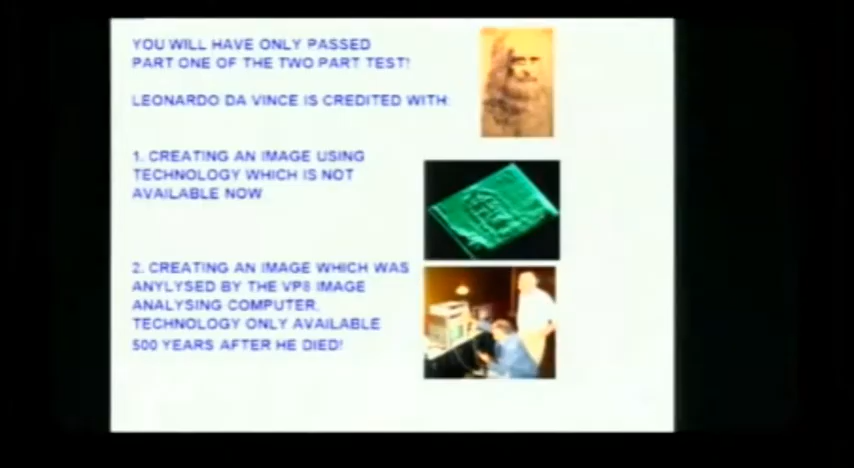 YOU WILL HAVE ONLY PASSED
PART ONE OF THE TWO PART TEST!
LEONARDO DA VINCE IS CREDITED WITH:
1. CREATING AN IMAGE USING
TECHNOLOGY WHICH IS NOT
AVAILABLE NOW
2. CREATING AN IMAGE WHICH WAS
ANYLYSED BY THE VP8 IMAGE
ANALYSING COMPUTER,
TECHNOLOGY ONLY AVAILABLE
500 YEARS AFTER HE DIED!